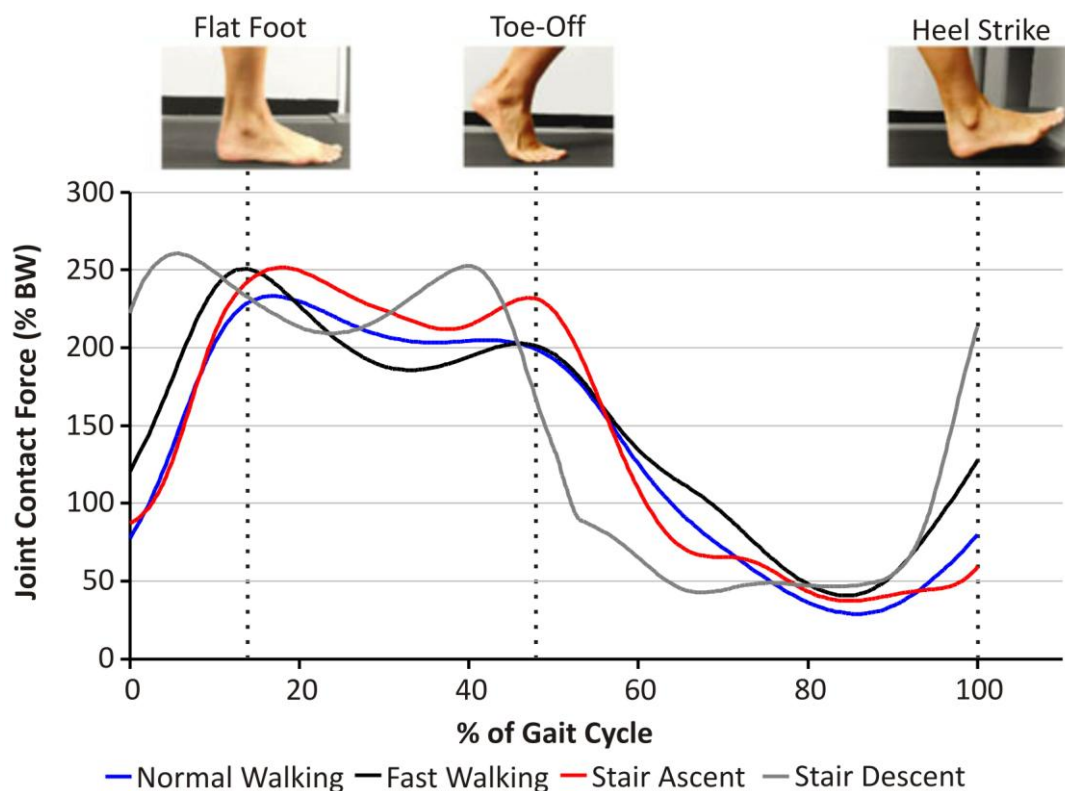 Flat Foot
Toe-Off
Heel Strike
300
250
200
150
100
50
0
Joint Contact Force (% BW)
0
20
40
60
80
100
% of Gait Cycle
Normal Walking
Fast Walking
Stair Ascent
Stair Descent